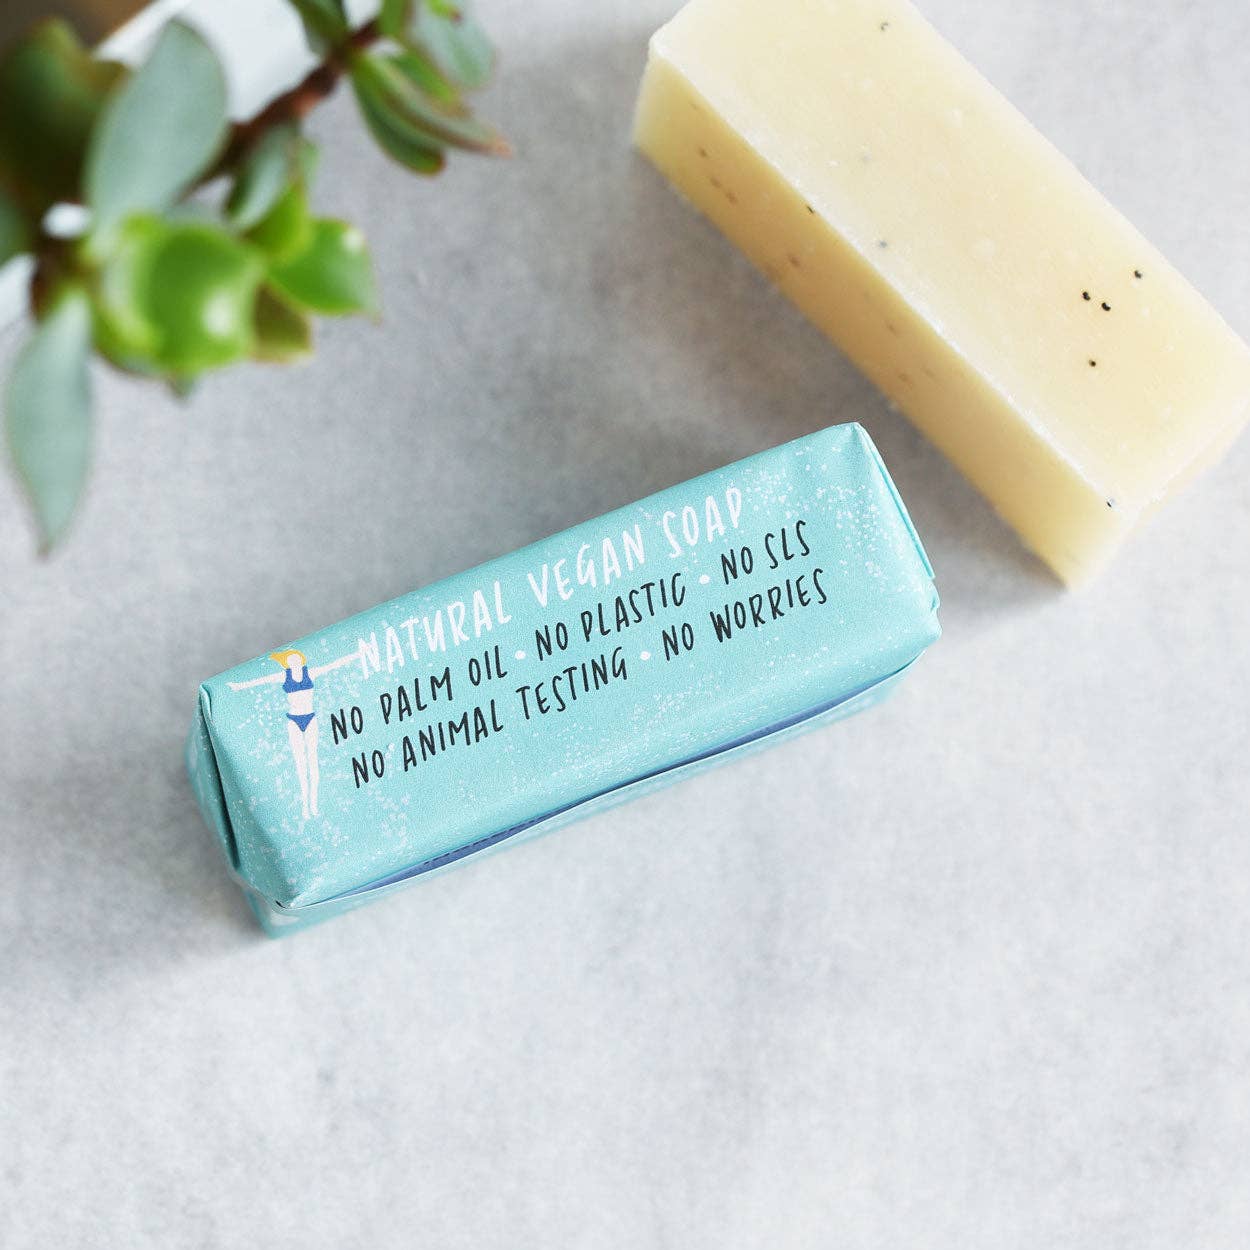 NATURAL VEGAN SOAP
NO PALM OIL • NO PLASTIC • NO SLS
NO ANIMAL TESTING • NO WORRIES